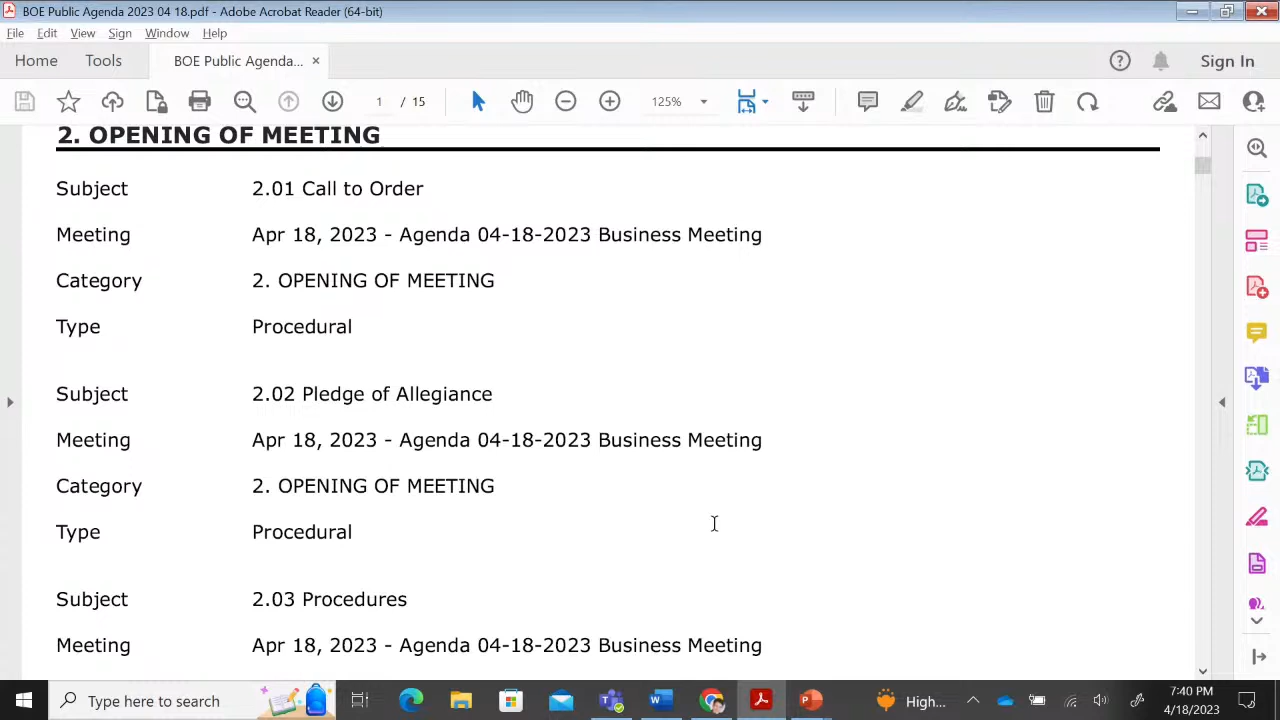 BOE Public Agenda 2023 04 18.pdf - Adobe Acrobat Reader (64-bit)
File Edit View Sign Window Help
Home Tools BOE Public Agenda... × Sign In
1 / 15 125%
2. OPENING OF MEETING
Subject 2.01 Call to Order
Meeting Apr 18, 2023 - Agenda 04-18-2023 Business Meeting
Category 2. OPENING OF MEETING
Type Procedural
Subject 2.02 Pledge of Allegiance
Meeting Apr 18, 2023 - Agenda 04-18-2023 Business Meeting
Category 2. OPENING OF MEETING
Type Procedural
Subject 2.03 Procedures
Meeting Apr 18, 2023 - Agenda 04-18-2023 Business Meeting
Type here to search High... 7:40 PM
4/18/2023